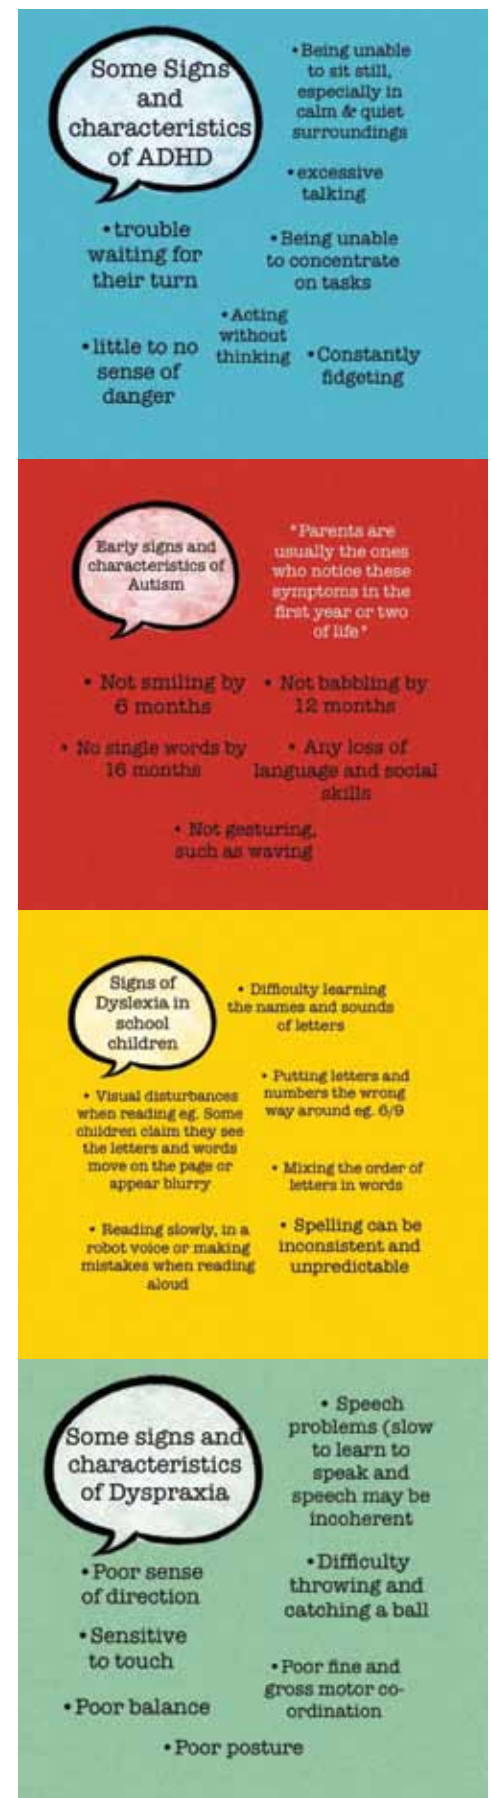 Some Signs
and
characteristics
of ADHD
•Being unable
to sit still,
especially in
calm & quiet
surroundings
•excessive
talking
•trouble
waiting for
their turn
•Being unable
to concentrate
on tasks
•Acting
without
thinking
•little to no
sense of
danger
•Constantly
fidgeting
Early signs and
characteristics of
Autism
*Parents are
usually the ones
who notice these
symptoms in the
first year or two
of life*
• Not smiling by
6 months
• Not babbling by
12 months
• No single words by
16 months
• Any loss of
language and social
skills
• Not gesturing,
such as waving
Signs of
Dyslexia in
school
children
• Difficulty learning
the names and sounds
of letters
• Visual disturbances
when reading eg. Some
children claim they see
the letters and words
move on the page or
appear blurry
• Putting letters and
numbers the wrong
way around eg. 6/9
• Mixing the order of
letters in words
• Reading slowly, in a
robot voice or making
mistakes when reading
aloud
• Spelling can be
inconsistent and
unpredictable
Some signs and
characteristics
of Dyspraxia
• Speech
problems (slow
to learn to
speak and
speech may be
incoherent
•Poor sense
of direction
•Difficulty
throwing and
catching a ball
•Sensitive
to touch
•Poor fine and
gross motor co-
ordination
•Poor balance
•Poor posture